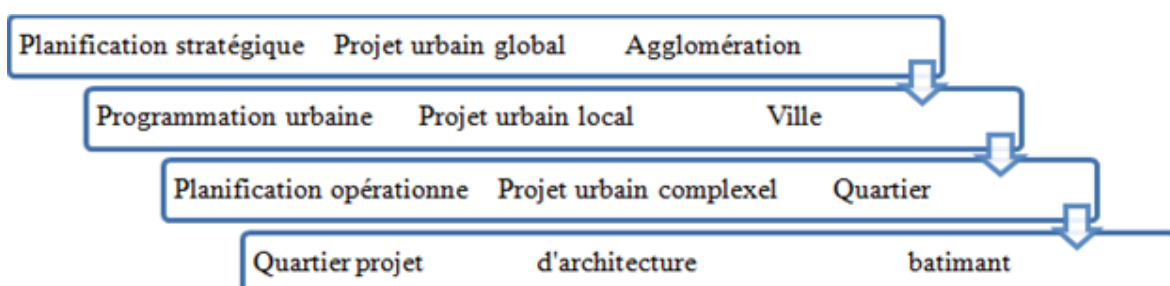 Planification stratégique Projet urbain global Agglomération
Programmation urbaine Projet urbain local Ville
Planification opérationne Projet urbain complexel Quartier
Quartier projet d'architecture batimant